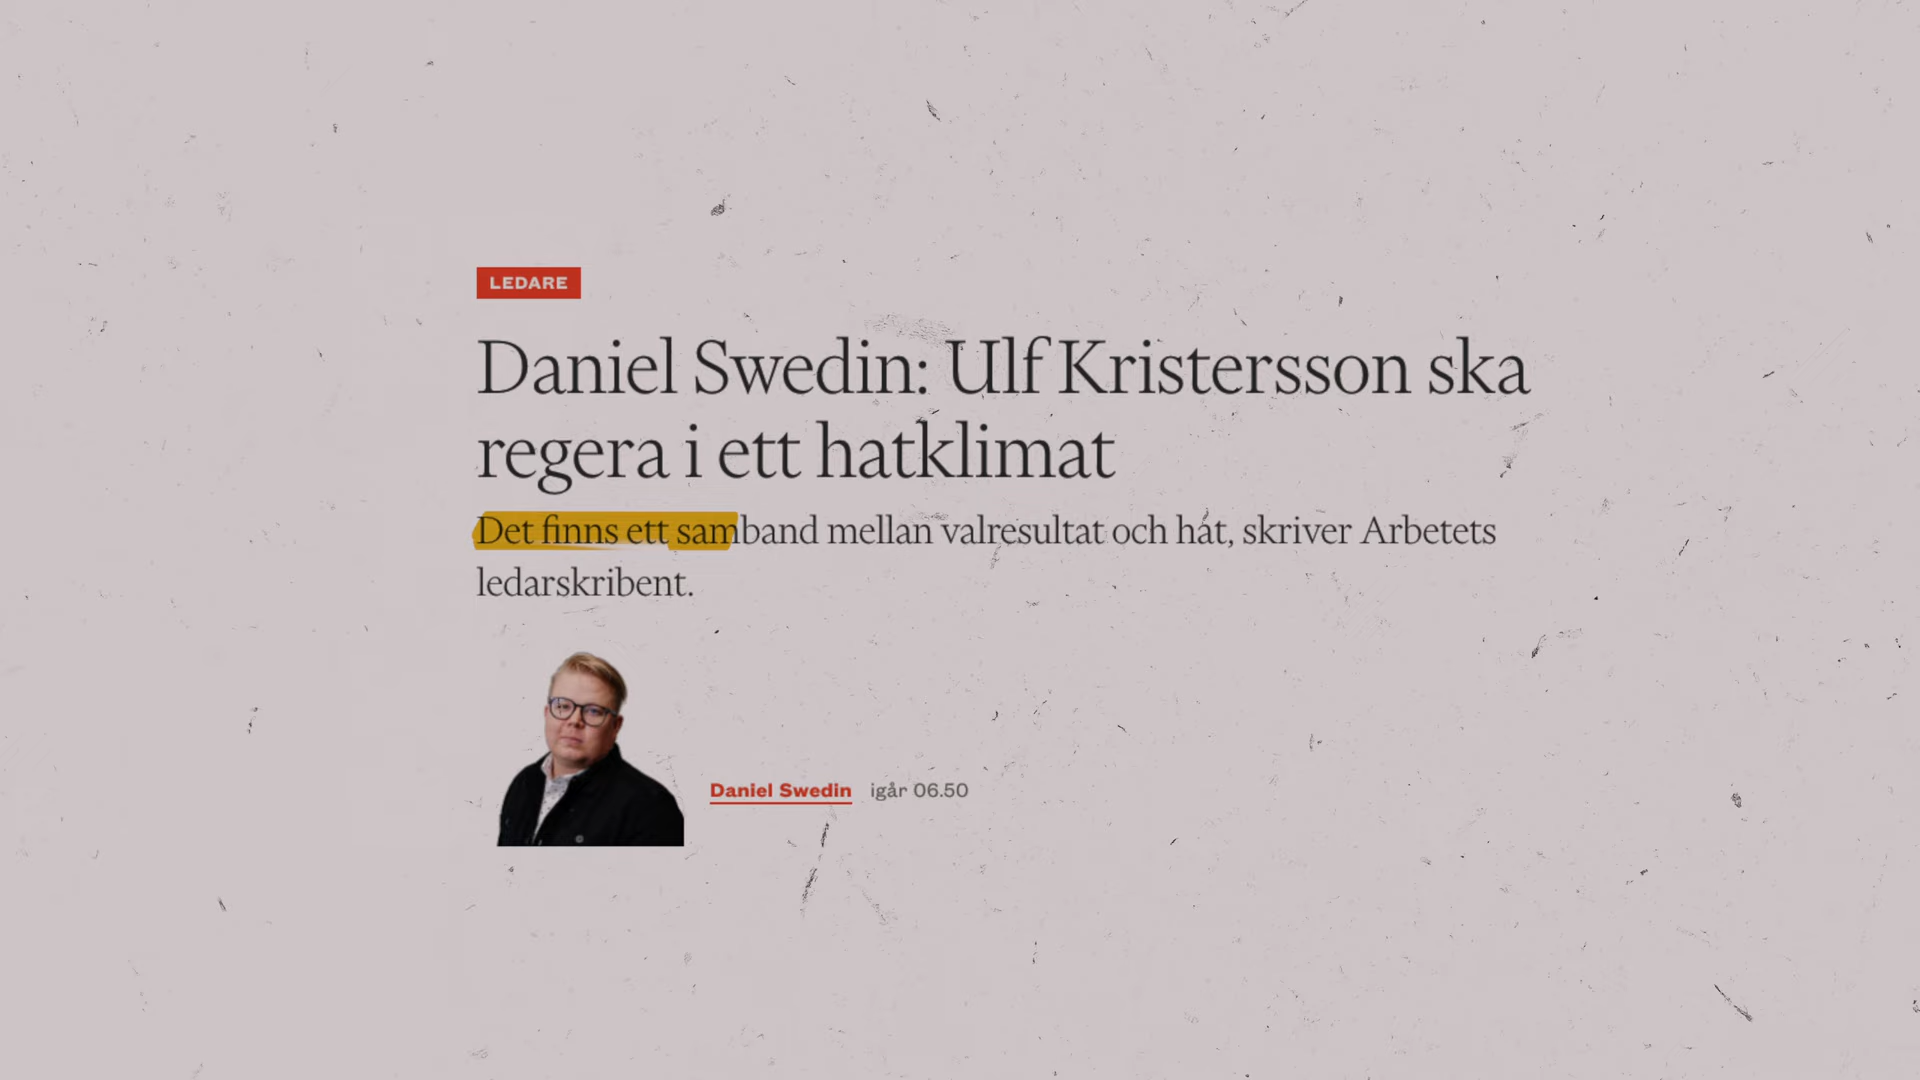 LEDARE
Daniel Swedin: Ulf Kristersson ska
regera i ett hatklimat
Det finns ett samband mellan valresultat och hat, skriver Arbetets
ledarskribent.
Daniel Swedin igår 06.50